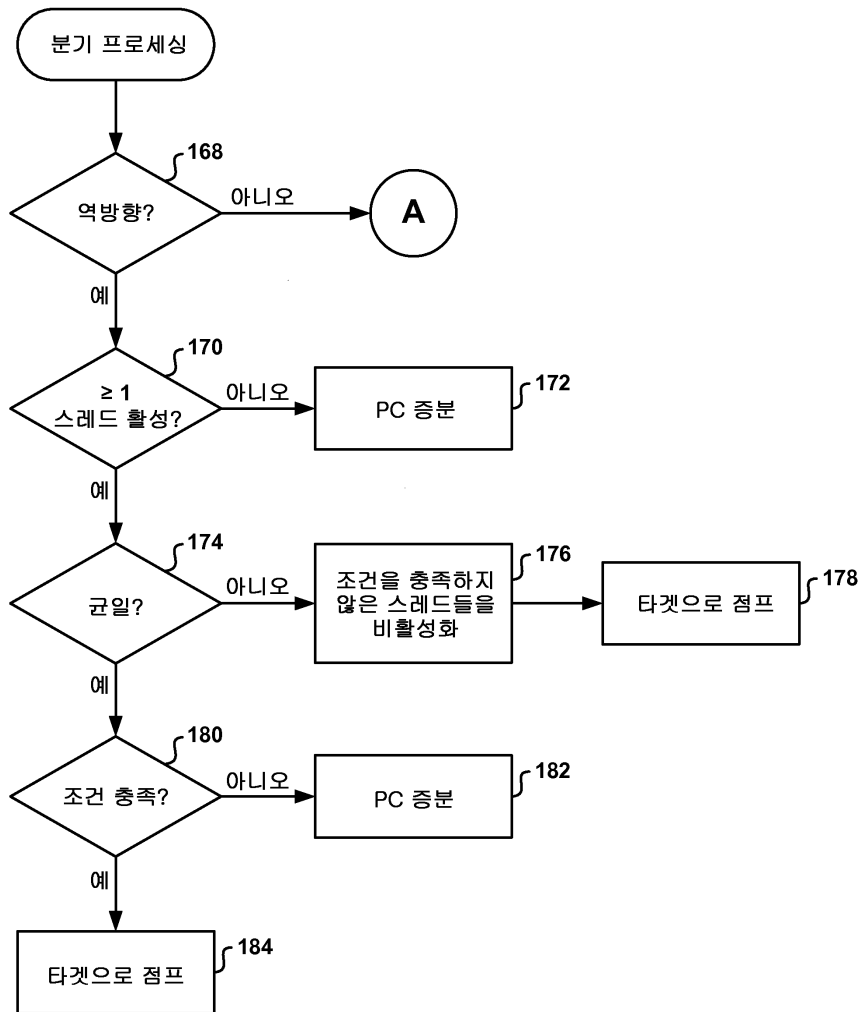 분기 프로세싱
168
역방향?
아니오
A
예
170
≥ 1
스레드 활성?
아니오
PC 증분
172
예
174
균일?
아니오
조건을 충족하지
않은 스레드들을
비활성화
176
타겟으로 점프
178
예
180
조건 충족?
아니오
PC 증분
182
예
타겟으로 점프
184